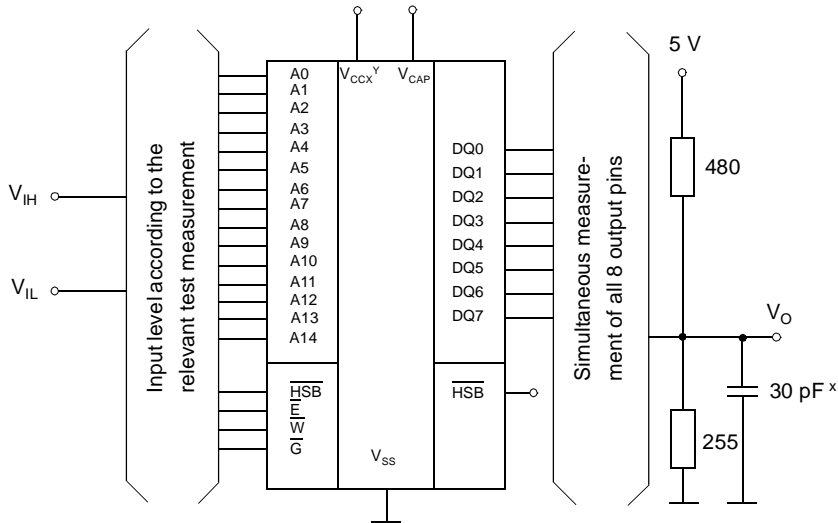 5 V
V_CCX^Y
V_CAP
A0
A1
A2
A3
A4
A5
A6
A7
A8
A9
A10
A11
A12
A13
A14
HSB
E
W
G
V_IH
V_IL
Input level according to the
relevant test measurement
V_SS
DQ0
DQ1
DQ2
DQ3
DQ4
DQ5
DQ6
DQ7
HSB
Simultaneous measure-
ment of all 8 output pins
480
V_O
30 pF ^x
255